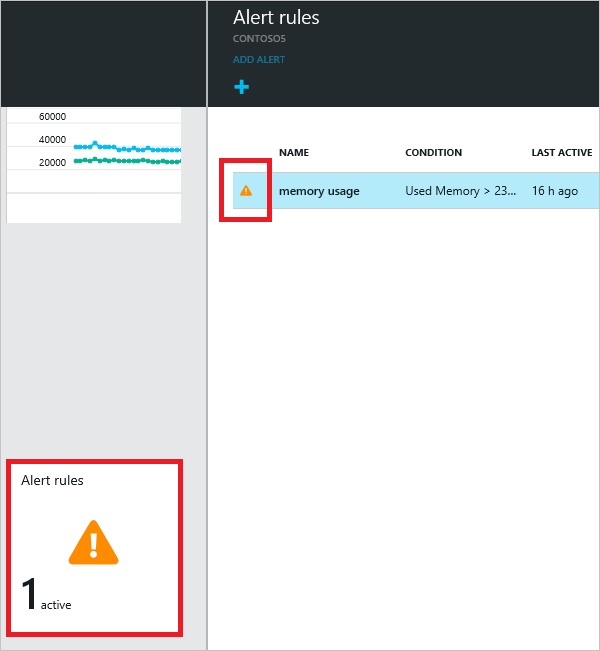 Alert rules
CONTOSOS
ADD ALERT
60000
40000
20000
NAME CONDITION LAST ACTIVE
memory usage Used Memory > 23... 16 h ago
Alert rules
1 active